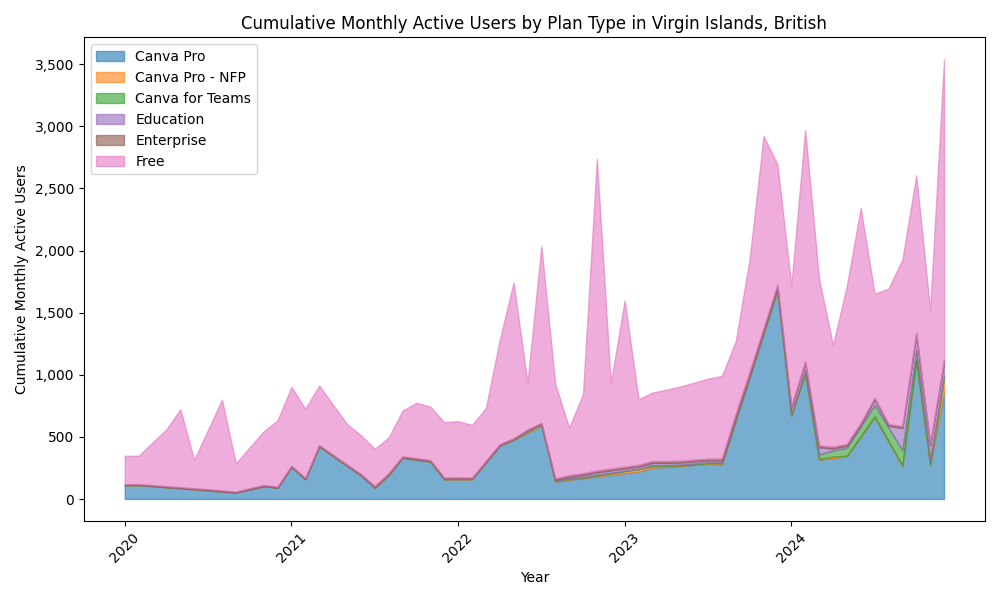 Cumulative Monthly Active Users by Plan Type in Virgin Islands, British
Canva Pro
Canva Pro - NFP
Canva for Teams
Education
Enterprise
Free
Cumulative Monthly Active Users
3,500
3,000
2,500
2,000
1,500
1,000
500
0
2020
2021
2022
2023
2024
Year